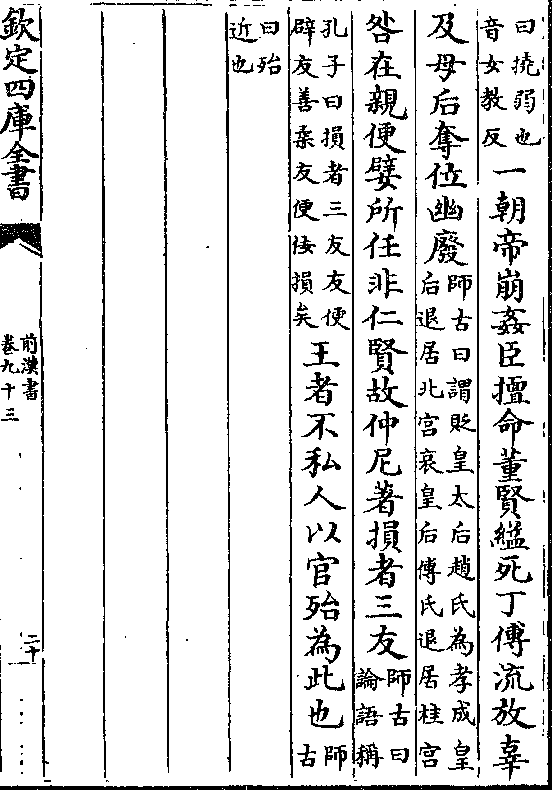 曰撓弱也
音女教反
一朝帝崩姦臣擅命董賢縊死丁傅流放辜
及母后奪位幽廢
師古曰謂貶皇太后趙氏為孝成皇
后退居北宮哀皇后傅氏退居桂宮
咎在親便嬖所任非仁賢故仲尼著損者三友
師古曰
論語稱
孔子曰損者三友友便
辟友善柔友便佞損矣
王者不私人以官殆為此也
師
古
曰殆
近也
欽定四庫全書
前漢書
卷九十三
二十